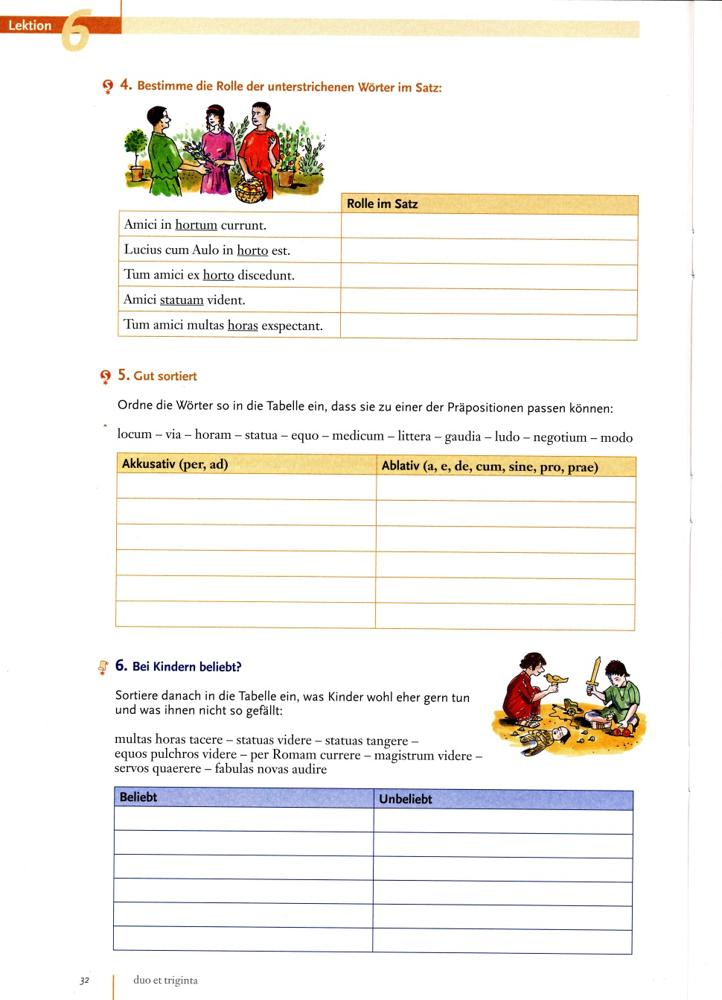 Lektion 6
4. Bestimme die Rolle der unterstrichenen Wörter im Satz:
Rolle im Satz
Amici in hortum currunt.
Lucius cum Aulo in horto est.
Tum amici ex horto discedunt.
Amici statuam vident.
Tum amici multas horas exspectant.
5. Gut sortiert
Ordne die Wörter so in die Tabelle ein, dass sie zu einer der Präpositionen passen können:
locum – via – horam – statua – equo – medicum – littera – gaudia – ludo – negotium – modo
Akkusativ (per, ad) Ablativ (a, e, de, cum, sine, pro, prae)
6. Bei Kindern beliebt?
Sortiere danach in die Tabelle ein, was Kinder wohl eher gern tun
und was ihnen nicht so gefällt:
multas horas tacere – statuas videre – statuas tangere –
equos pulchros videre – per Romam currere – magistrum videre –
servos quaerere – fabulas novas audire
Beliebt Unbeliebt
32 duo et triginta